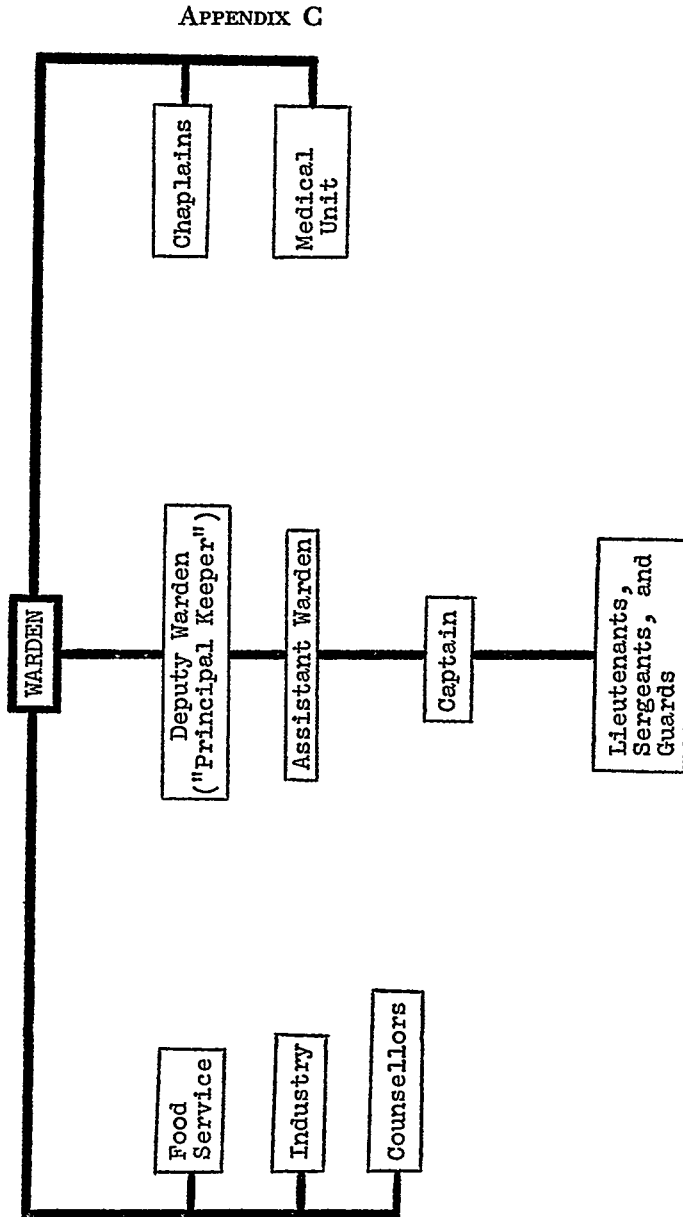 APPENDIX C
WARDEN
Food
Service
Industry
Counsellors
Deputy Warden
("Principal Keeper")
Assistant Warden
Captain
Lieutenants,
Sergeants, and
Guards
Chaplains
Medical
Unit